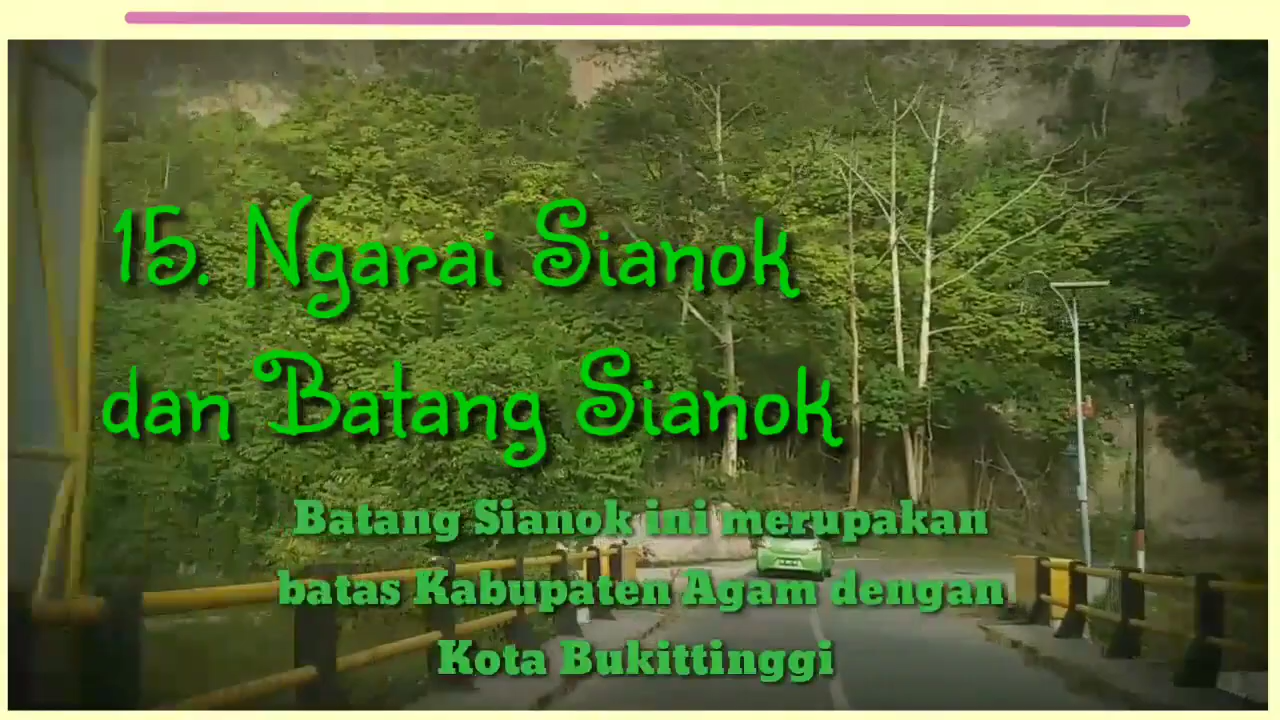 15. Ngarai Sianok
dan Batang Sianok
Batang Sianok ini merupakan
batas Kabupaten Agam dengan
Kota Bukittinggi